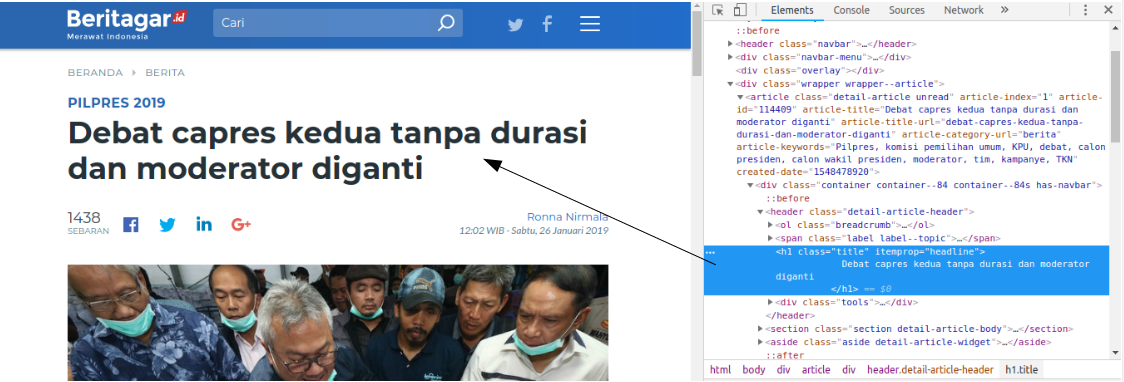 Beritagar.id
Merawat Indonesia
Cari
BERANDA › BERITA
PILPRES 2019
Debat capres kedua tanpa durasi
dan moderator diganti
1438
SEBARAN
Ronna Nirmala
12:02 WIB - Sabtu, 26 Januari 2019
Elements Console Sources Network »
::before
▶<header class="navbar">…</header>
▶<div class="navbar-menu">…</div>
<div class="overlay"></div>
▼<div class="wrapper wrapper--article">
▼<article class="detail-article unread" article-index="1" article-
id="114409" article-title="Debat capres kedua tanpa durasi dan
moderator diganti" article-title-url="debat-capres-kedua-tanpa-
durasi-dan-moderator-diganti" article-category-url="berita"
article-keywords="Pilpres, komisi pemilihan umum, KPU, debat, calon
presiden, calon wakil presiden, moderator, tim, kampanye, TKN"
created-date="1548478920">
▼<div class="container container--84 container--84s has-navbar">
::before
▼<header class="detail-article-header">
▶<ol class="breadcrumb">…</ol>
▶<span class="label label--topic">…</span>
<h1 class="title" itemprop="headline">
Debat capres kedua tanpa durasi dan moderator
diganti
</h1> == $0
▶<div class="tools">…</div>
</header>
▶<section class="section detail-article-body">…</section>
▶<aside class="aside detail-article-widget">…</aside>
::after
html body div article div header.detail-article-header h1.title